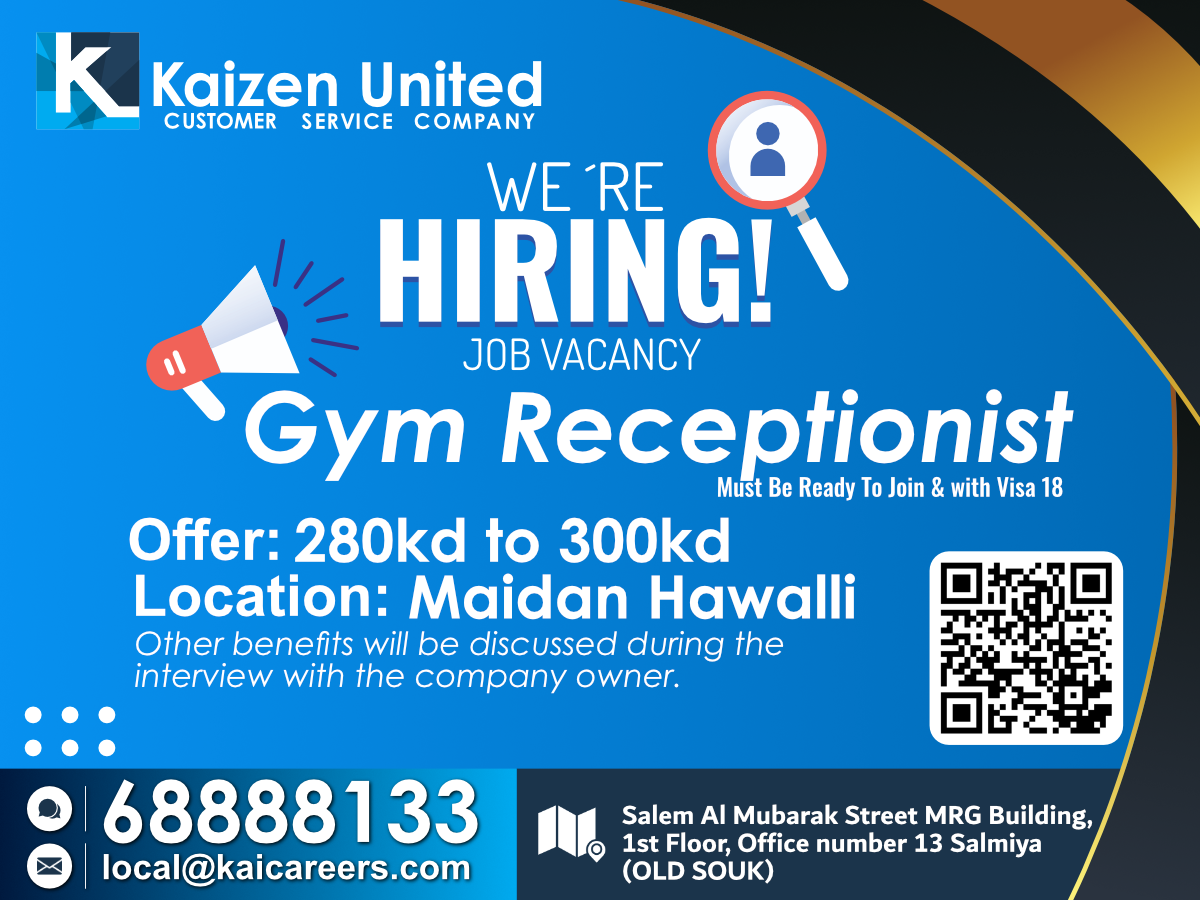 K
Kaizen United
CUSTOMER SERVICE COMPANY
WE ´RE
HIRING!
JOB VACANCY
Gym Receptionist
Must Be Ready To Join & with Visa 18
Offer: 280kd to 300kd
Location: Maidan Hawalli
Other benefits will be discussed during the
interview with the company owner.
68888133
local@kaicareers.com
Salem Al Mubarak Street MRG Building,
1st Floor, Office number 13 Salmiya
(OLD SOUK)